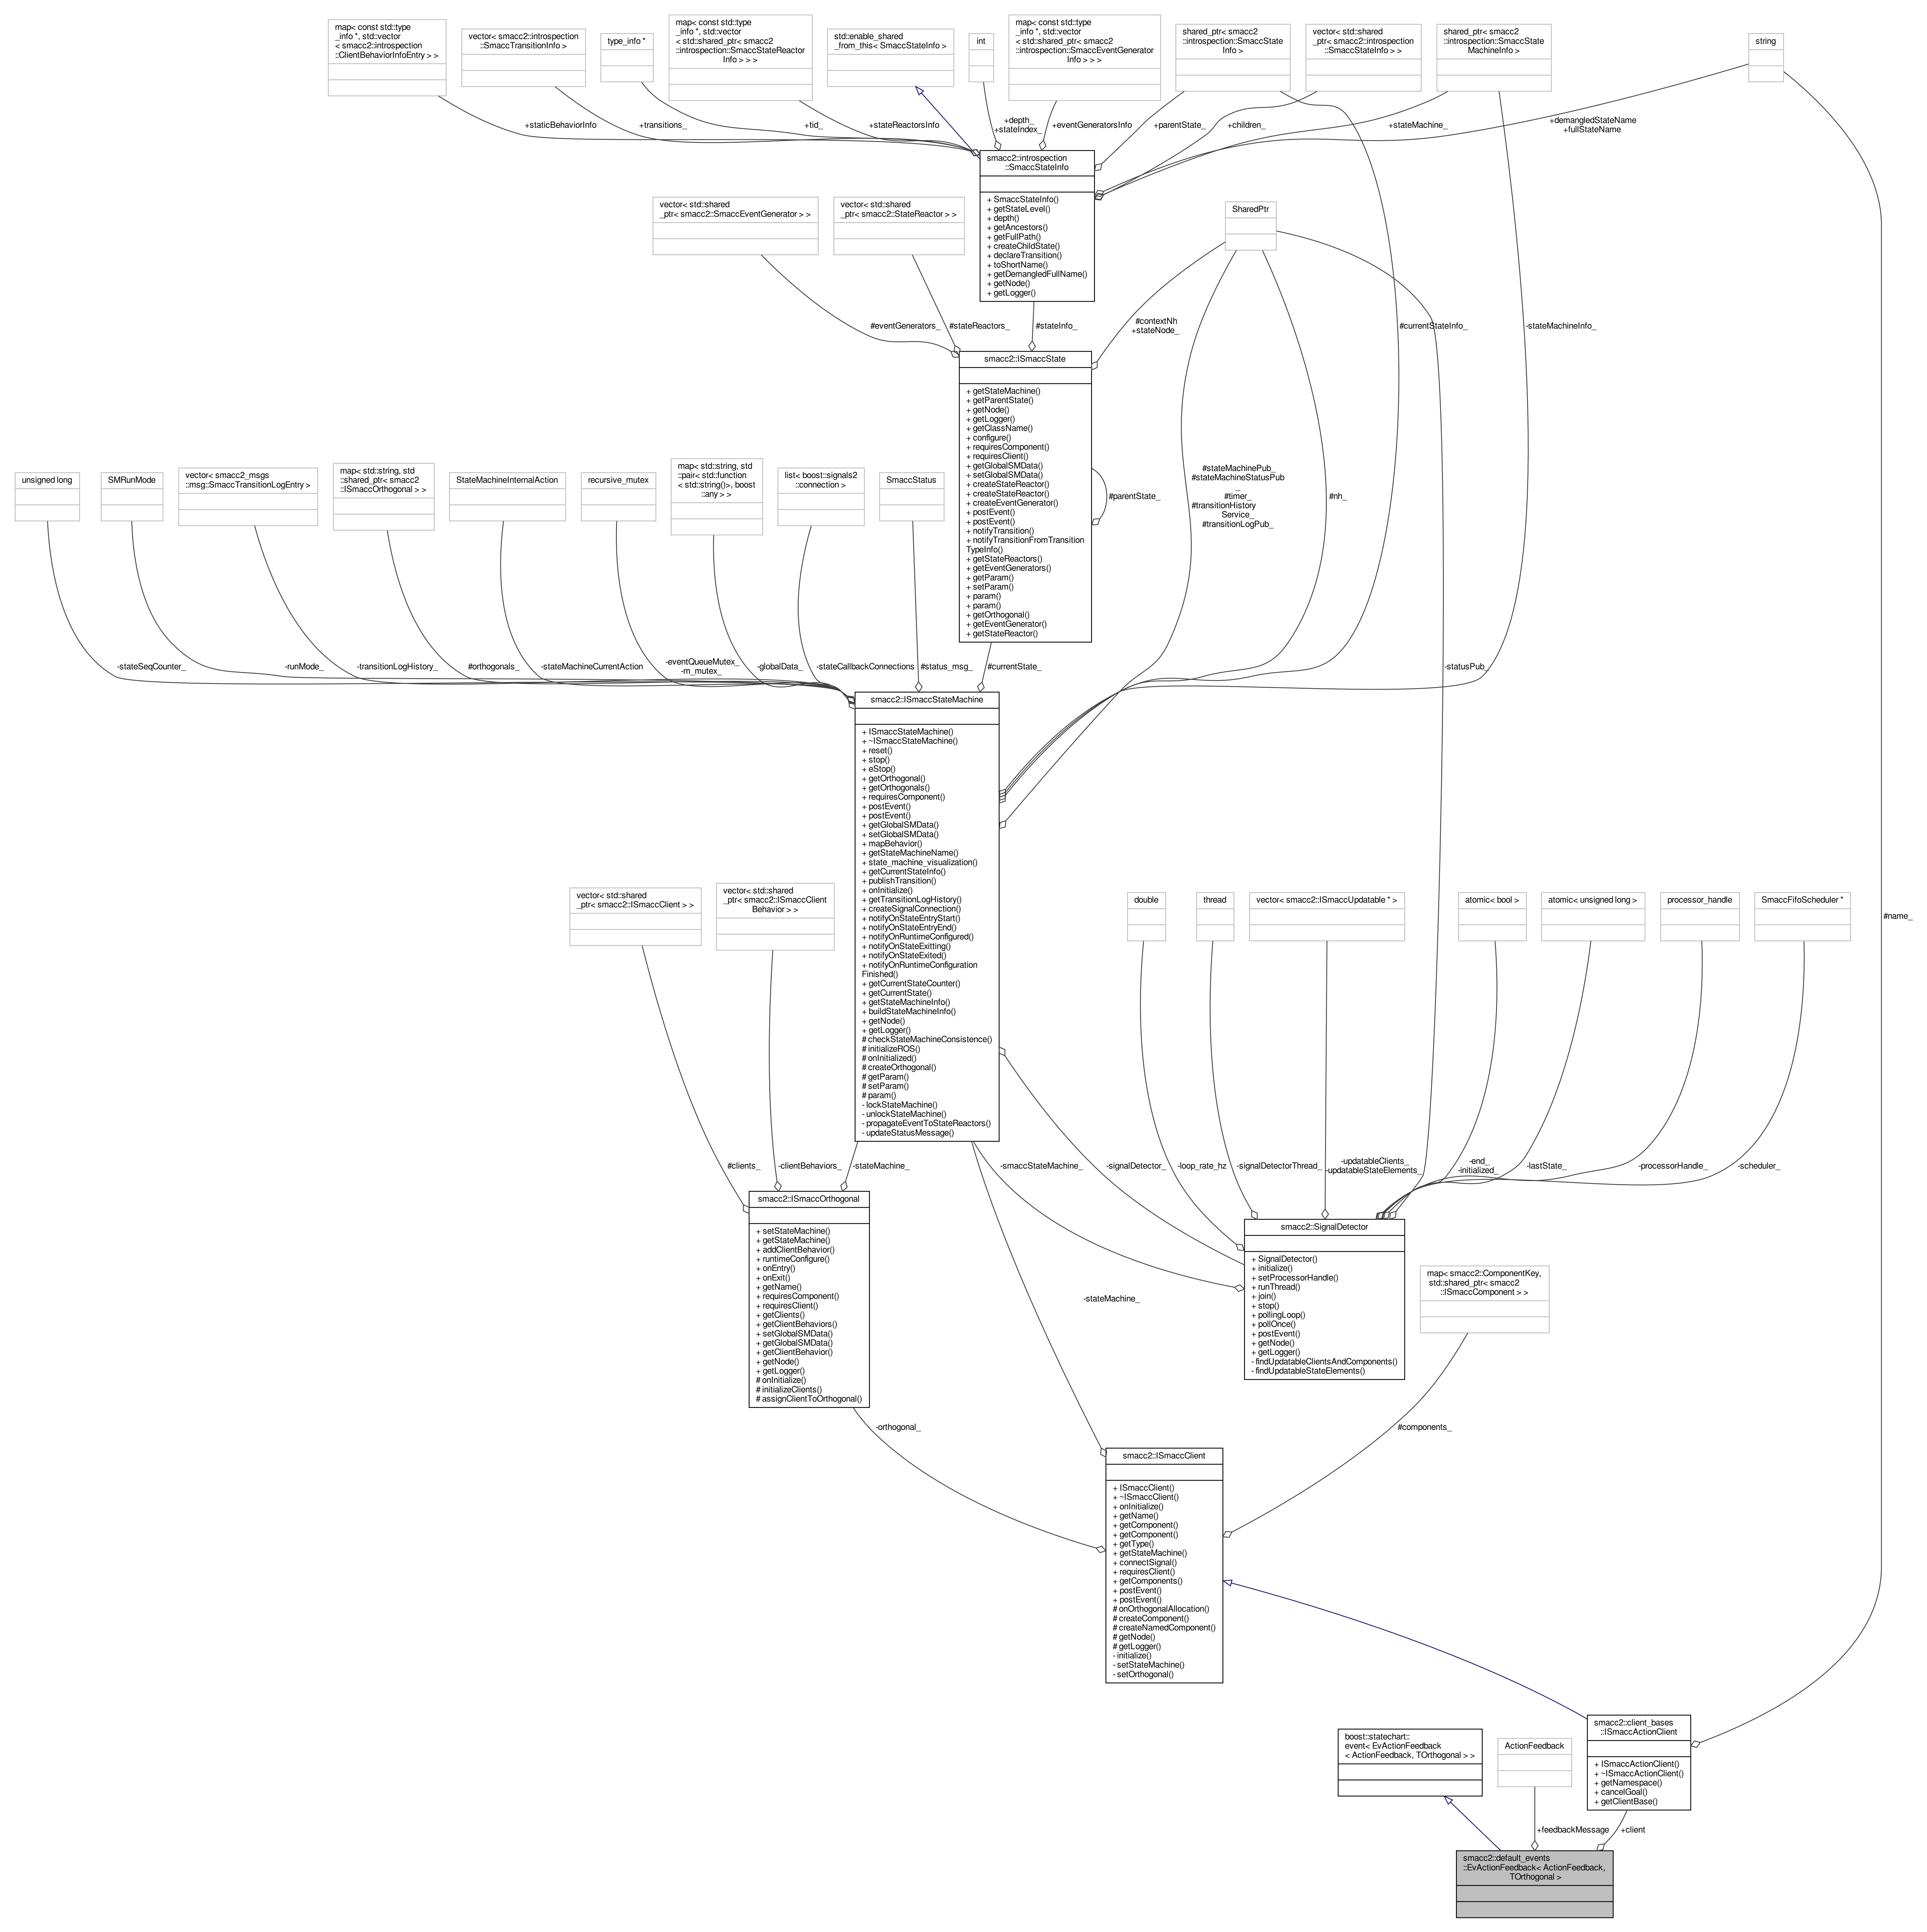 map< const std::type
_info *, std::vector
< smacc2::introspection
::ClientBehaviorInfoEntry > >
vector< smacc2::introspection
::SmaccTransitionInfo >
type_info *
map< const std::type
_info *, std::vector
< std::shared_ptr< smacc2
::introspection::SmaccStateReactor
Info > > >
std::enable_shared
_from_this< SmaccStateInfo >
int
map< const std::type
_info *, std::vector
< std::shared_ptr< smacc2
::introspection::SmaccEventGenerator
Info > > >
shared_ptr< smacc2
::introspection::SmaccState
Info >
vector< std::shared
_ptr< smacc2::introspection
::SmaccStateInfo > >
shared_ptr< smacc2
::introspection::SmaccState
MachineInfo >
string
+staticBehaviorInfo
+transitions_
+tid_
+stateReactorsInfo
+depth_
+stateIndex_
+eventGeneratorsInfo
+parentState_
+children_
+stateMachine_
+demangledStateName
+fullStateName
smacc2::introspection
::SmaccStateInfo
+ SmaccStateInfo()
+ getStateLevel()
+ depth()
+ getAncestors()
+ getFullPath()
+ createChildState()
+ declareTransition()
+ toShortName()
+ getDemangledFullName()
+ getNode()
+ getLogger()
vector< std::shared
_ptr< smacc2::SmaccEventGenerator > >
vector< std::shared
_ptr< smacc2::StateReactor > >
SharedPtr
#eventGenerators_
#stateReactors_
#stateInfo_
#contextNh
+stateNode_
#currentStateInfo_
-stateMachineInfo_
smacc2::ISmaccState
+ getStateMachine()
+ getParentState()
+ getNode()
+ getLogger()
+ getClassName()
+ configure()
+ requiresComponent()
+ requiresClient()
+ getGlobalSMData()
+ setGlobalSMData()
+ createStateReactor()
+ createStateReactor()
+ createEventGenerator()
+ postEvent()
+ postEvent()
+ notifyTransition()
+ notifyTransitionFromTransition
TypeInfo()
+ getStateReactors()
+ getEventGenerators()
+ getParam()
+ setParam()
+ param()
+ param()
+ getOrthogonal()
+ getEventGenerator()
+ getStateReactor()
#parentState_
#stateMachinePub_
#stateMachineStatusPub
_
#timer_
#transitionHistory
Service_
#transitionLogPub_
#nh_
unsigned long
SMRunMode
vector< smacc2_msgs
::msg::SmaccTransitionLogEntry >
map< std::string, std
::shared_ptr< smacc2
::ISmaccOrthogonal > >
StateMachineInternalAction
recursive_mutex
map< std::string, std
::pair< std::function
< std::string()>, boost
::any > >
list< boost::signals2
::connection >
SmaccStatus
-stateSeqCounter_
-runMode_
-transitionLogHistory_
#orthogonals_
-stateMachineCurrentAction
-eventQueueMutex_
-m_mutex_
-globalData_
-stateCallbackConnections
#status_msg_
#currentState_
-statusPub_
smacc2::ISmaccStateMachine
+ ISmaccStateMachine()
+ ~ISmaccStateMachine()
+ reset()
+ stop()
+ eStop()
+ getOrthogonal()
+ getOrthogonals()
+ requiresComponent()
+ postEvent()
+ postEvent()
+ getGlobalSMData()
+ setGlobalSMData()
+ mapBehavior()
+ getStateMachineName()
+ state_machine_visualization()
+ getCurrentStateInfo()
+ publishTransition()
+ onInitialize()
+ getTransitionLogHistory()
+ createSignalConnection()
+ notifyOnStateEntryStart()
+ notifyOnStateEntryEnd()
+ notifyOnRuntimeConfigured()
+ notifyOnStateExitting()
+ notifyOnStateExited()
+ notifyOnRuntimeConfiguration
Finished()
+ getCurrentStateCounter()
+ getCurrentState()
+ getStateMachineInfo()
+ buildStateMachineInfo()
+ getNode()
+ getLogger()
# checkStateMachineConsistence()
# initializeROS()
# onInitialized()
# createOrthogonal()
# getParam()
# setParam()
# param()
- lockStateMachine()
- unlockStateMachine()
- propagateEventToStateReactors()
- updateStatusMessage()
vector< std::shared
_ptr< smacc2::ISmaccClient > >
vector< std::shared
_ptr< smacc2::ISmaccClient
Behavior > >
double
thread
vector< smacc2::ISmaccUpdatable * >
atomic< bool >
atomic< unsigned long >
processor_handle
SmaccFifoScheduler *
#name_
#clients_
-clientBehaviors_
-stateMachine_
-smaccStateMachine_
-signalDetector_
-loop_rate_hz
-signalDetectorThread_
-updatableClients_
-updatableStateElements_
-end_
-initialized_
-lastState_
-processorHandle_
-scheduler_
smacc2::ISmaccOrthogonal
+ setStateMachine()
+ getStateMachine()
+ addClientBehavior()
+ runtimeConfigure()
+ onEntry()
+ onExit()
+ getName()
+ requiresComponent()
+ requiresClient()
+ getClients()
+ getClientBehaviors()
+ setGlobalSMData()
+ getGlobalSMData()
+ getClientBehavior()
+ getNode()
+ getLogger()
# onInitialize()
# initializeClients()
# assignClientToOrthogonal()
smacc2::SignalDetector
+ SignalDetector()
+ initialize()
+ setProcessorHandle()
+ runThread()
+ join()
+ stop()
+ pollingLoop()
+ pollOnce()
+ postEvent()
+ getNode()
+ getLogger()
- findUpdatableClientsAndComponents()
- findUpdatableStateElements()
map< smacc2::ComponentKey,
std::shared_ptr< smacc2
::ISmaccComponent > >
-stateMachine_
-orthogonal_
#components_
smacc2::ISmaccClient
+ ISmaccClient()
+ ~ISmaccClient()
+ onInitialize()
+ getName()
+ getComponent()
+ getComponent()
+ getType()
+ getStateMachine()
+ connectSignal()
+ requiresClient()
+ getComponents()
+ postEvent()
+ postEvent()
# onOrthogonalAllocation()
# createComponent()
# createNamedComponent()
# getNode()
# getLogger()
- initialize()
- setStateMachine()
- setOrthogonal()
smacc2::client_bases
::ISmaccActionClient
+ ISmaccActionClient()
+ ~ISmaccActionClient()
+ getNamespace()
+ cancelGoal()
+ getClientBase()
boost::statechart::
event< EvActionFeedback
< ActionFeedback, TOrthogonal > >
ActionFeedback
+feedbackMessage
+client
smacc2::default_events
::EvActionFeedback< ActionFeedback,
TOrthogonal >